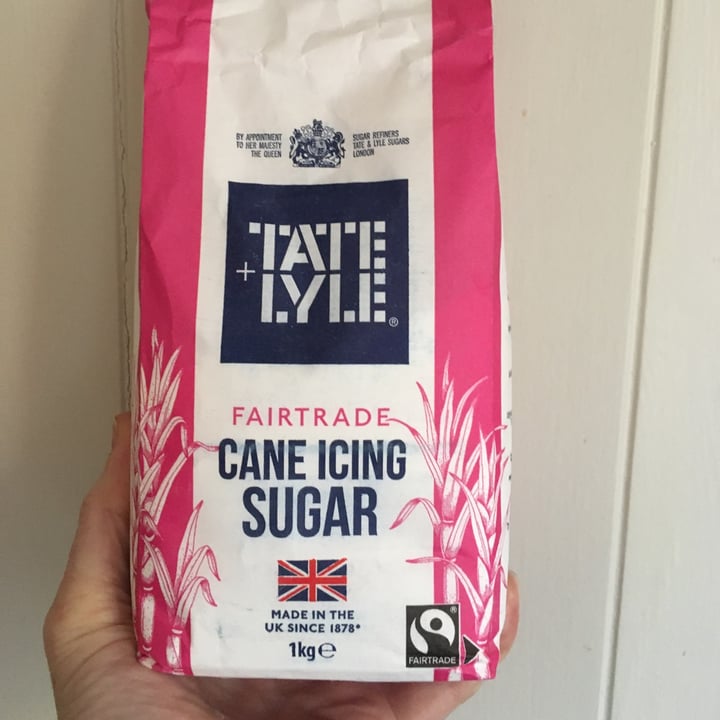 BY APPOINTMENT
TO HER MAJESTY
THE QUEEN
SUGAR REFINERS
TATE & LYLE SUGARS
LONDON
TATE
+ LYLE ®
FAIRTRADE
CANE ICING
SUGAR
MADE IN THE
UK SINCE 1878*
1kg℮
®
FAIRTRADE